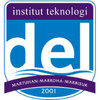 institut teknologi
del
MARTUHAN-MARROHA-MARBISUK
2001